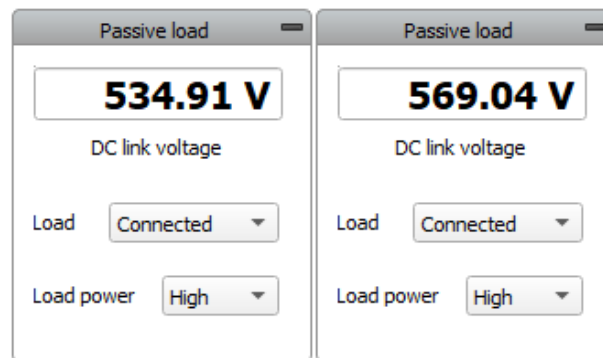 Passive load
534.91 V
DC link voltage
Load Connected
Load power High
Passive load
569.04 V
DC link voltage
Load Connected
Load power High